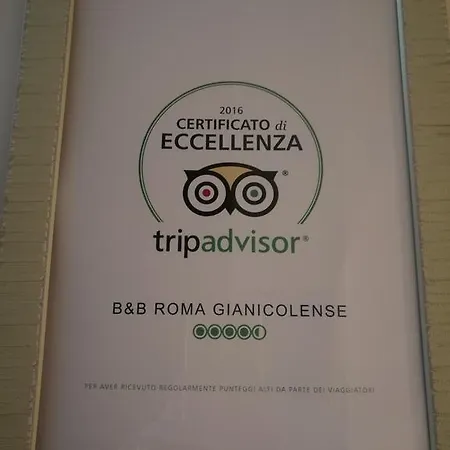 2016
CERTIFICATO di
ECCELLENZA
®
tripadvisor®
B&B ROMA GIANICOLENSE
PER AVER RICEVUTO REGOLARMENTE PUNTEGGI ALTI DA PARTE DEI VIAGGIATORI